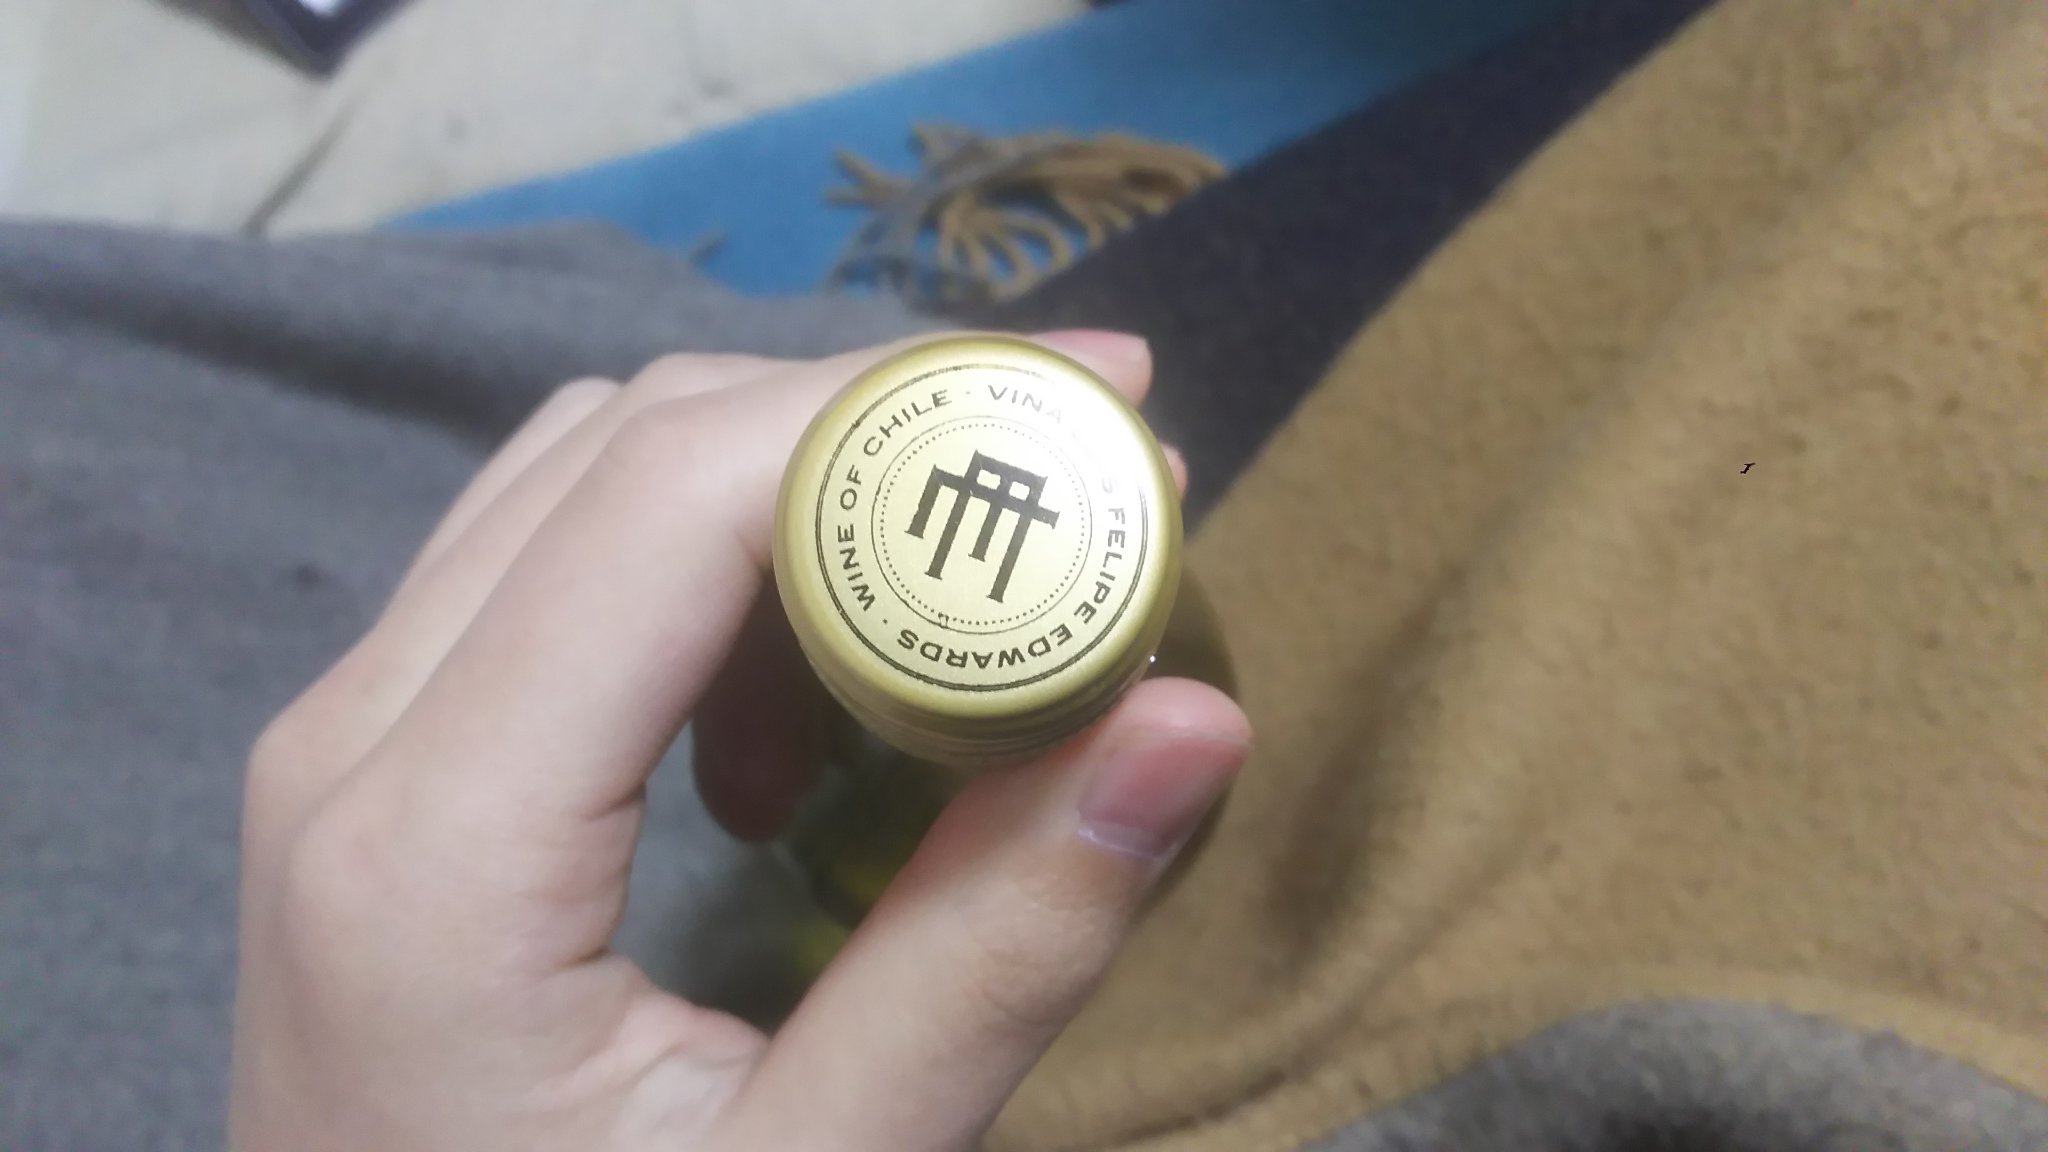 WINE OF CHILE · VINA S FELIPE EDWARDS ·